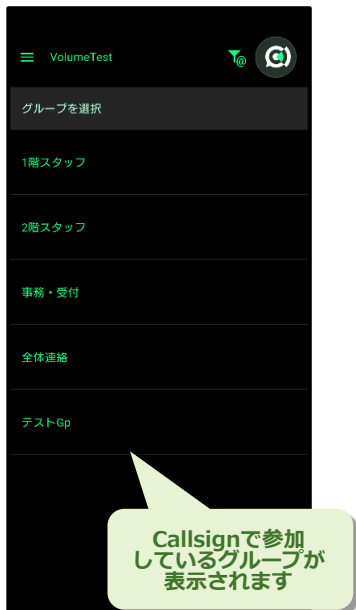 VolumeTest
@
グループを選択
1階スタッフ
2階スタッフ
事務・受付
全体連絡
テストGp
Callsignで参加
しているグループが
表示されます